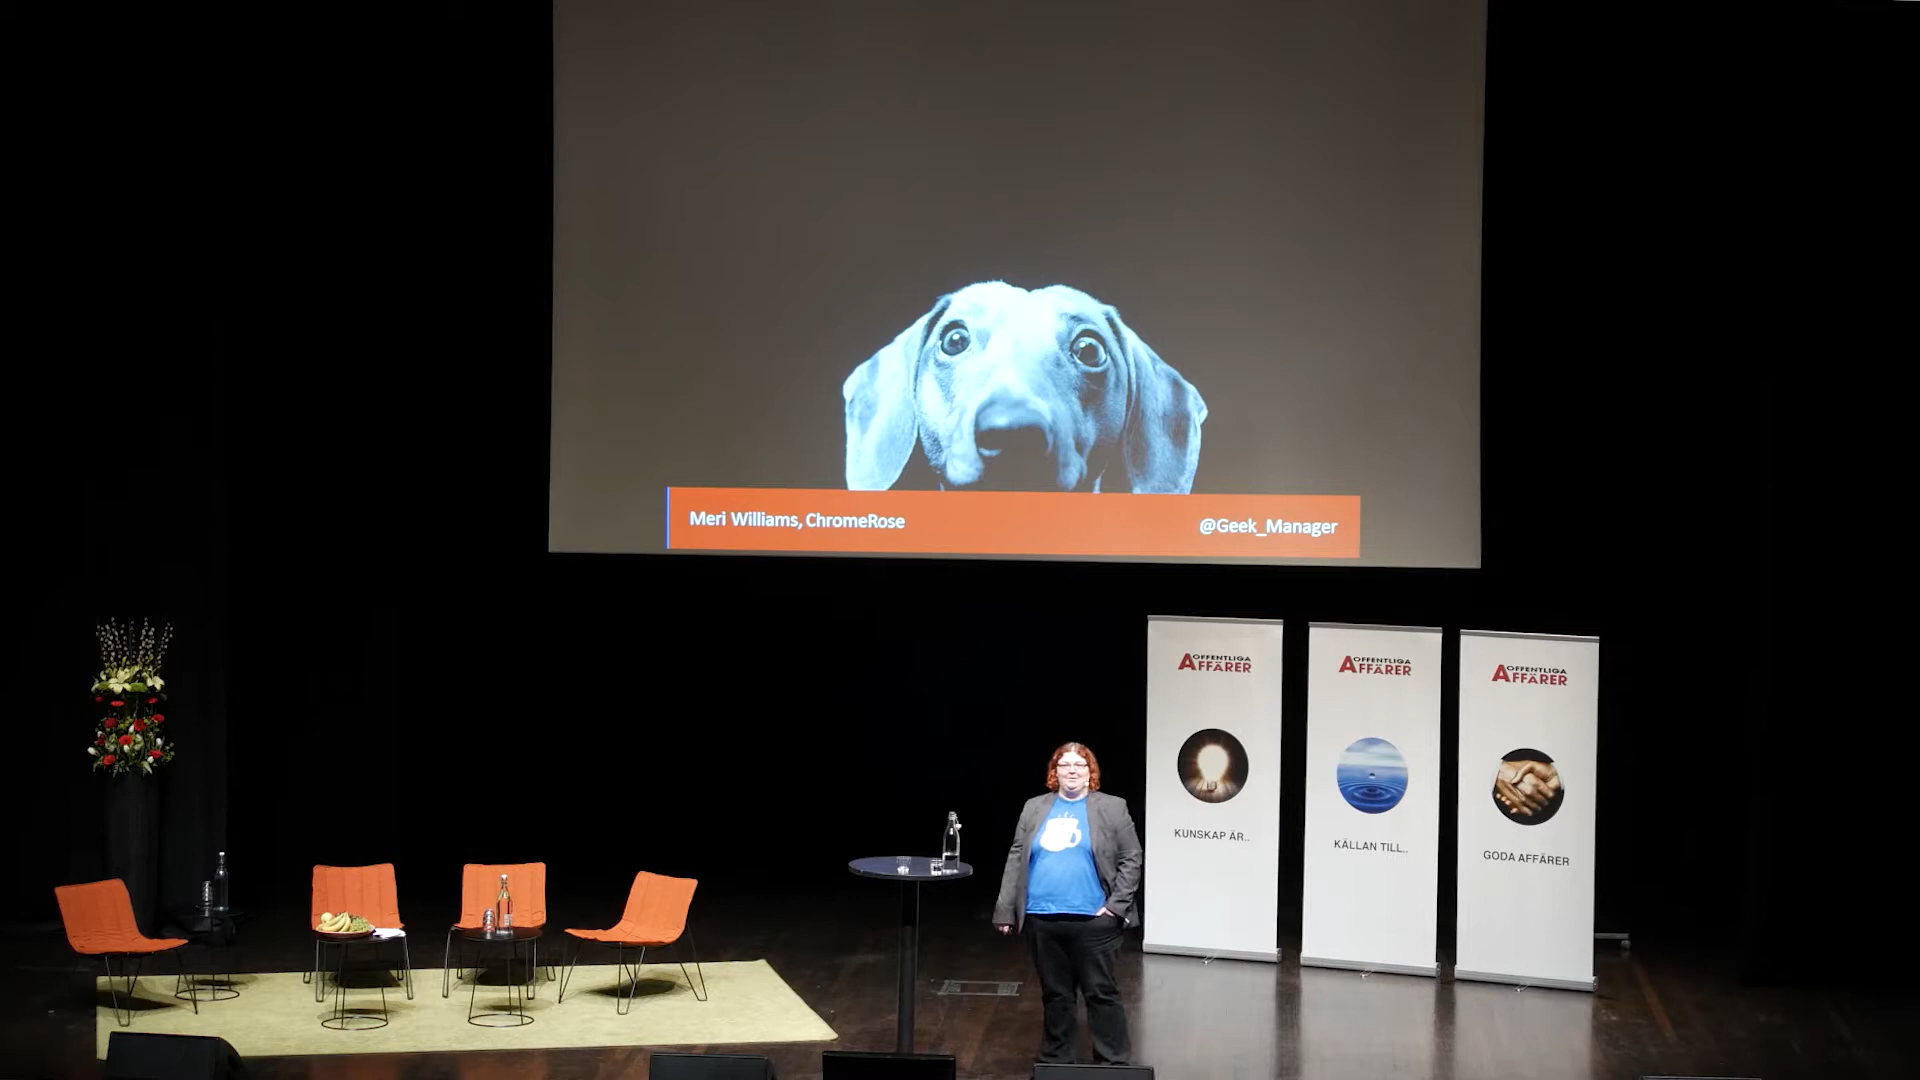 Meri Williams, ChromeRose
@Geek_Manager
OFFENTLIGA
AFFÄRER
KUNSKAP ÄR..
OFFENTLIGA
AFFÄRER
KÄLLAN TILL..
OFFENTLIGA
AFFÄRER
GODA AFFÄRER